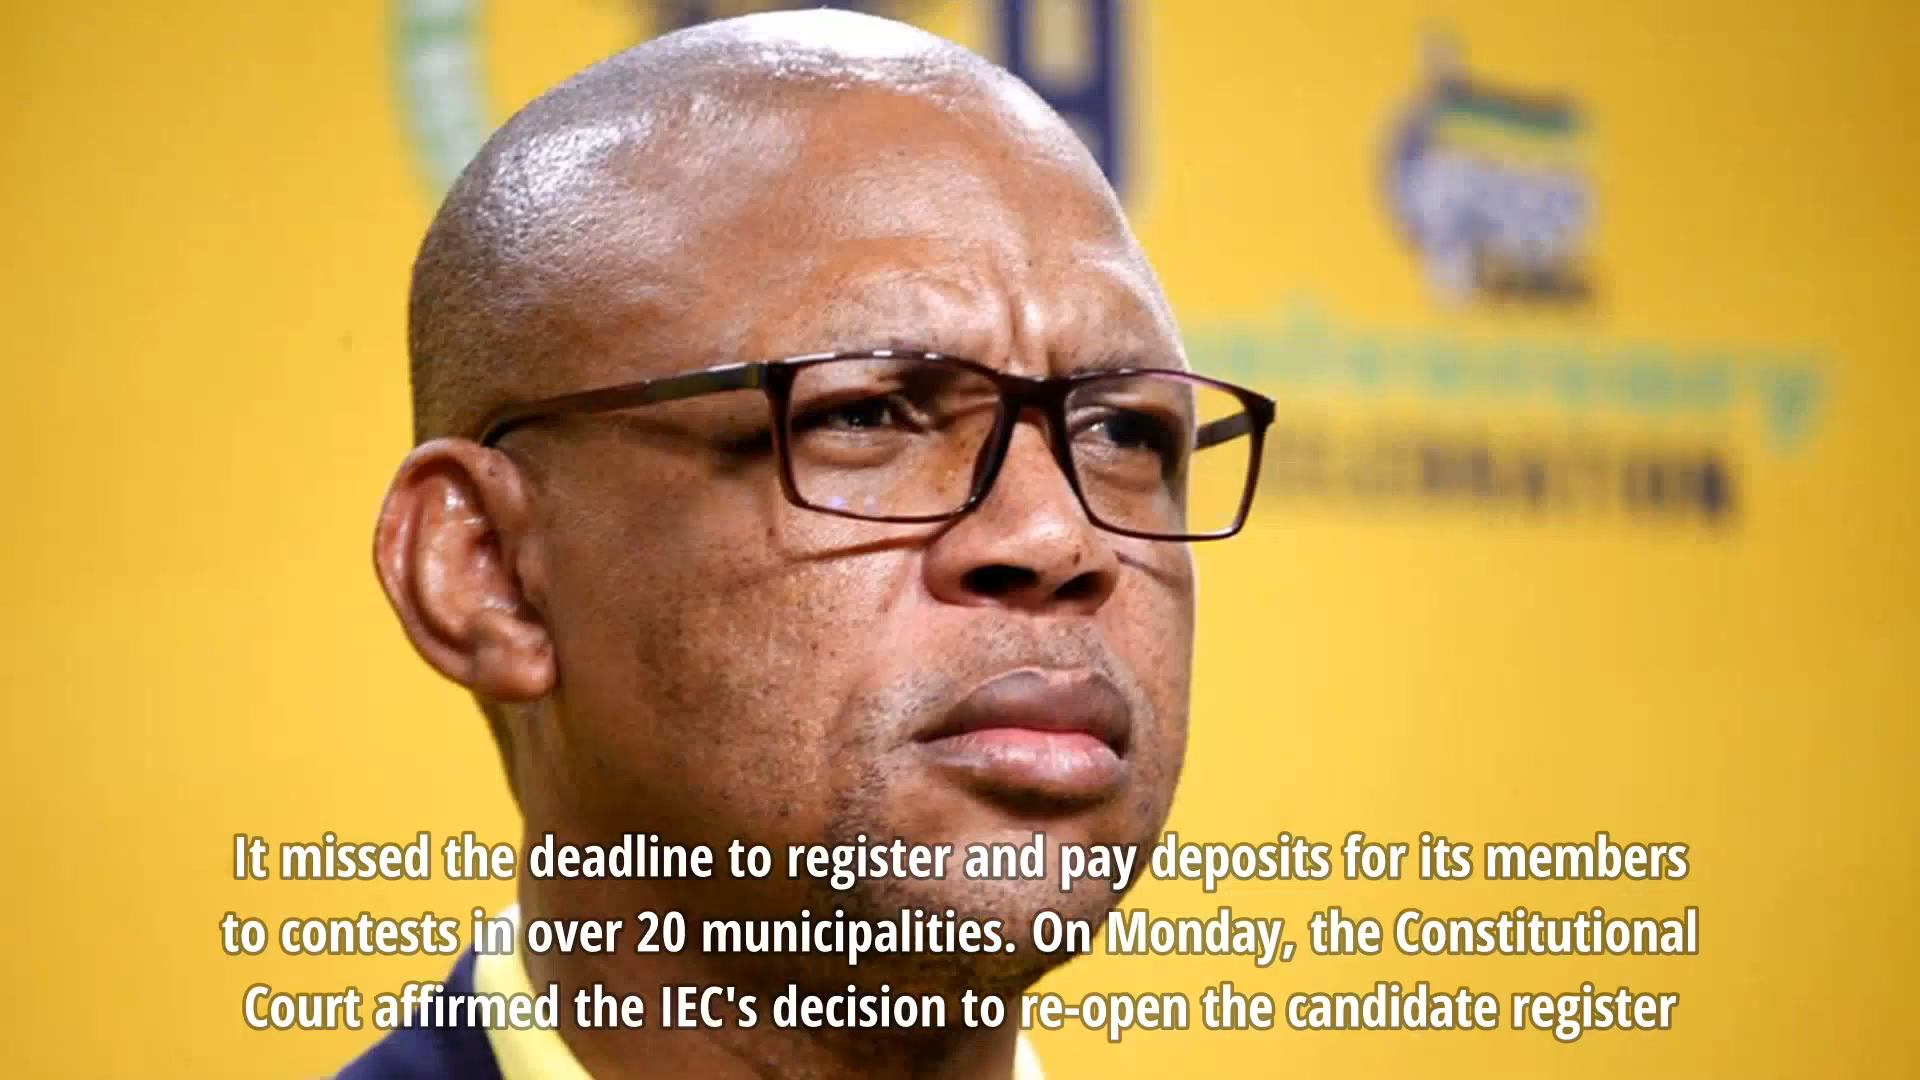 It missed the deadline to register and pay deposits for its members
to contests in over 20 municipalities. On Monday, the Constitutional
Court affirmed the IEC's decision to re-open the candidate register